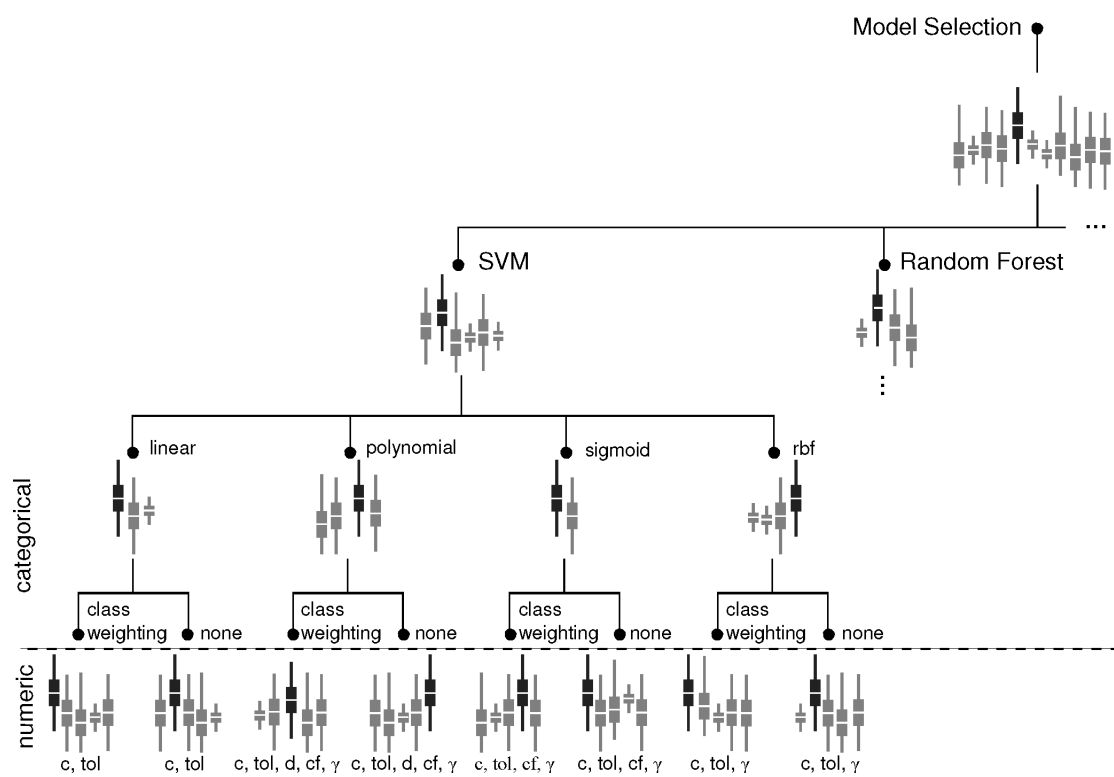 Model Selection
...
SVM
Random Forest
linear
polynomial
sigmoid
rbf
categorical
class
weighting
none
class
weighting
none
class
weighting
none
class
weighting
none
numeric
c, tol
c, tol
c, tol, d, cf, γ
c, tol, d, cf, γ
c, tol, cf, γ
c, tol, cf, γ
c, tol, γ
c, tol, γ